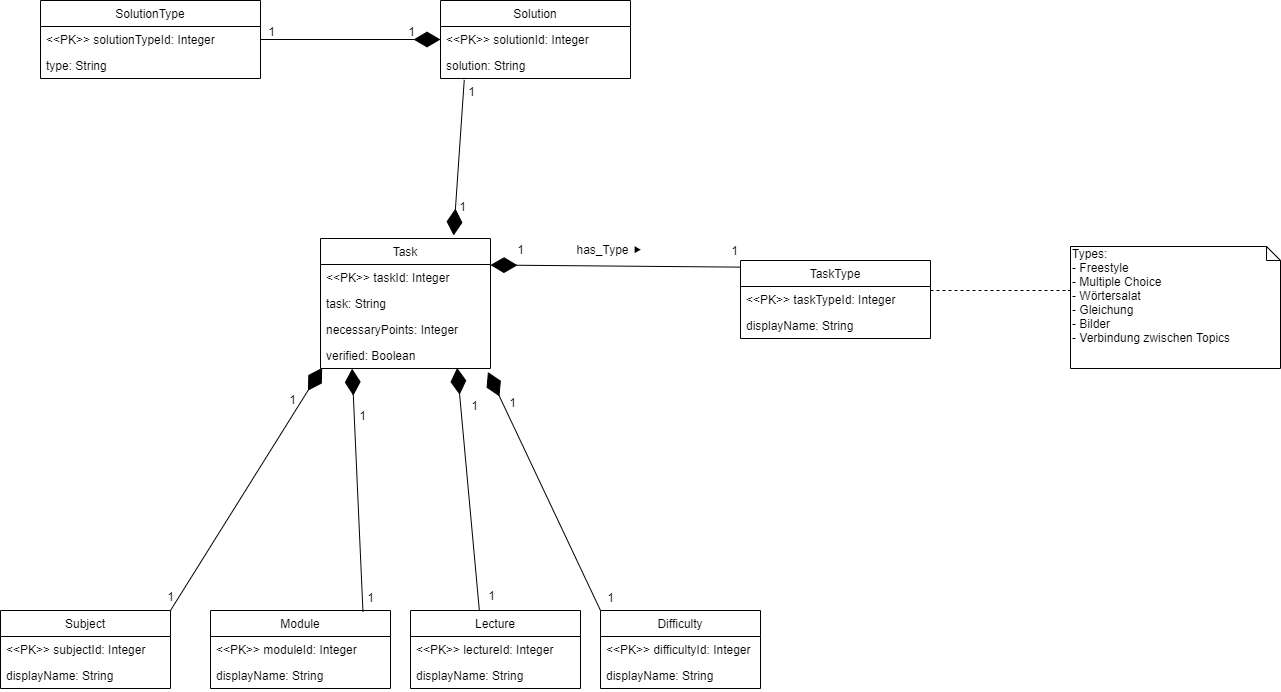 SolutionType
<<PK>> solutionTypeId: Integer
type: String
1
1
Solution
<<PK>> solutionId: Integer
solution: String
1
1
Task
<<PK>> taskId: Integer
task: String
necessaryPoints: Integer
verified: Boolean
1
has_Type ►
1
TaskType
<<PK>> taskTypeId: Integer
displayName: String
Types:
- Freestyle
- Multiple Choice
- Wörtersalat
- Gleichung
- Bilder
- Verbindung zwischen Topics
1
1
1
1
1
1
1
1
Subject
<<PK>> subjectId: Integer
displayName: String
Module
<<PK>> moduleId: Integer
displayName: String
Lecture
<<PK>> lectureId: Integer
displayName: String
Difficulty
<<PK>> difficultyId: Integer
displayName: String